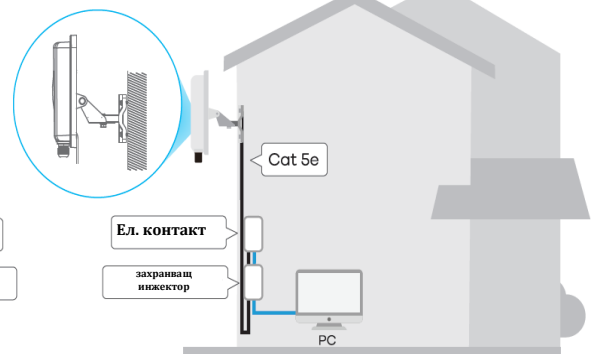 Cat 5e
Ел. контакт
захранващ
инжектор
PC